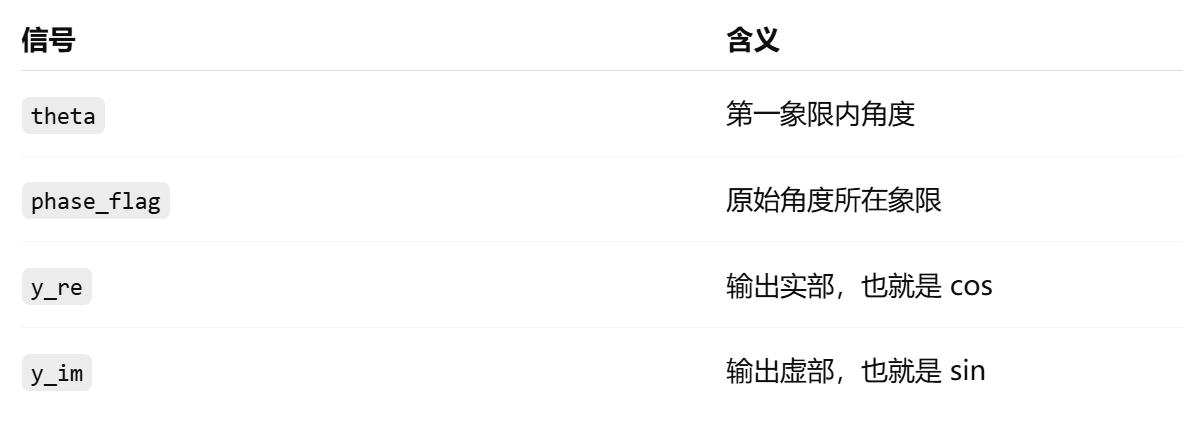 信号 含义
theta 第一象限内角度
phase_flag 原始角度所在象限
y_re 输出实部，也就是 cos
y_im 输出虚部，也就是 sin